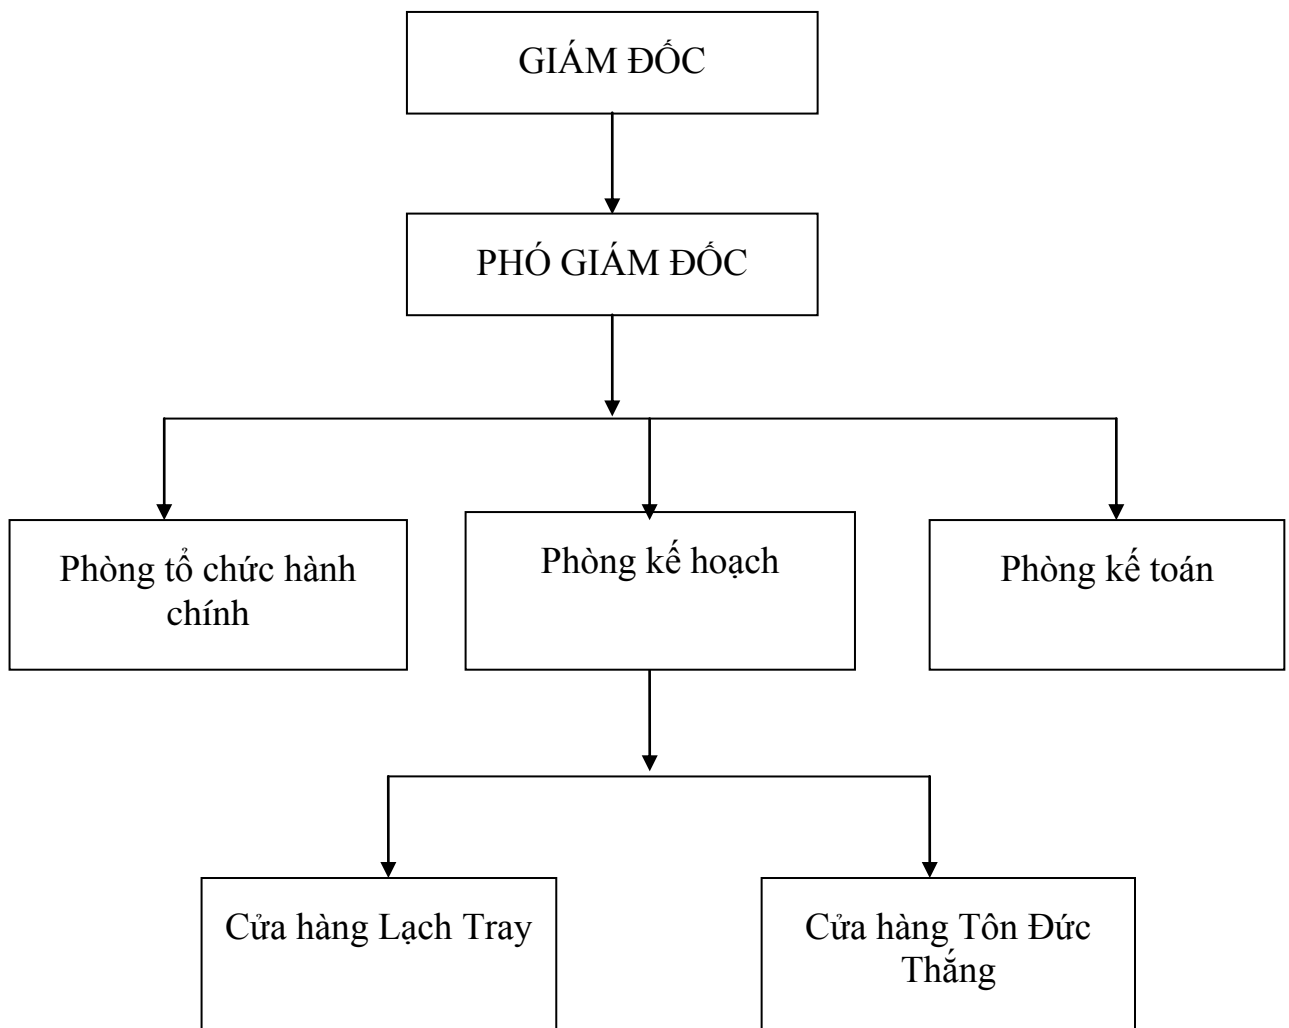 GIÁM ĐỐC
PHÓ GIÁM ĐỐC
Phòng tổ chức hành
chính
Phòng kế hoạch
Phòng kế toán
Cửa hàng Lạch Tray
Cửa hàng Tôn Đức
Thắng